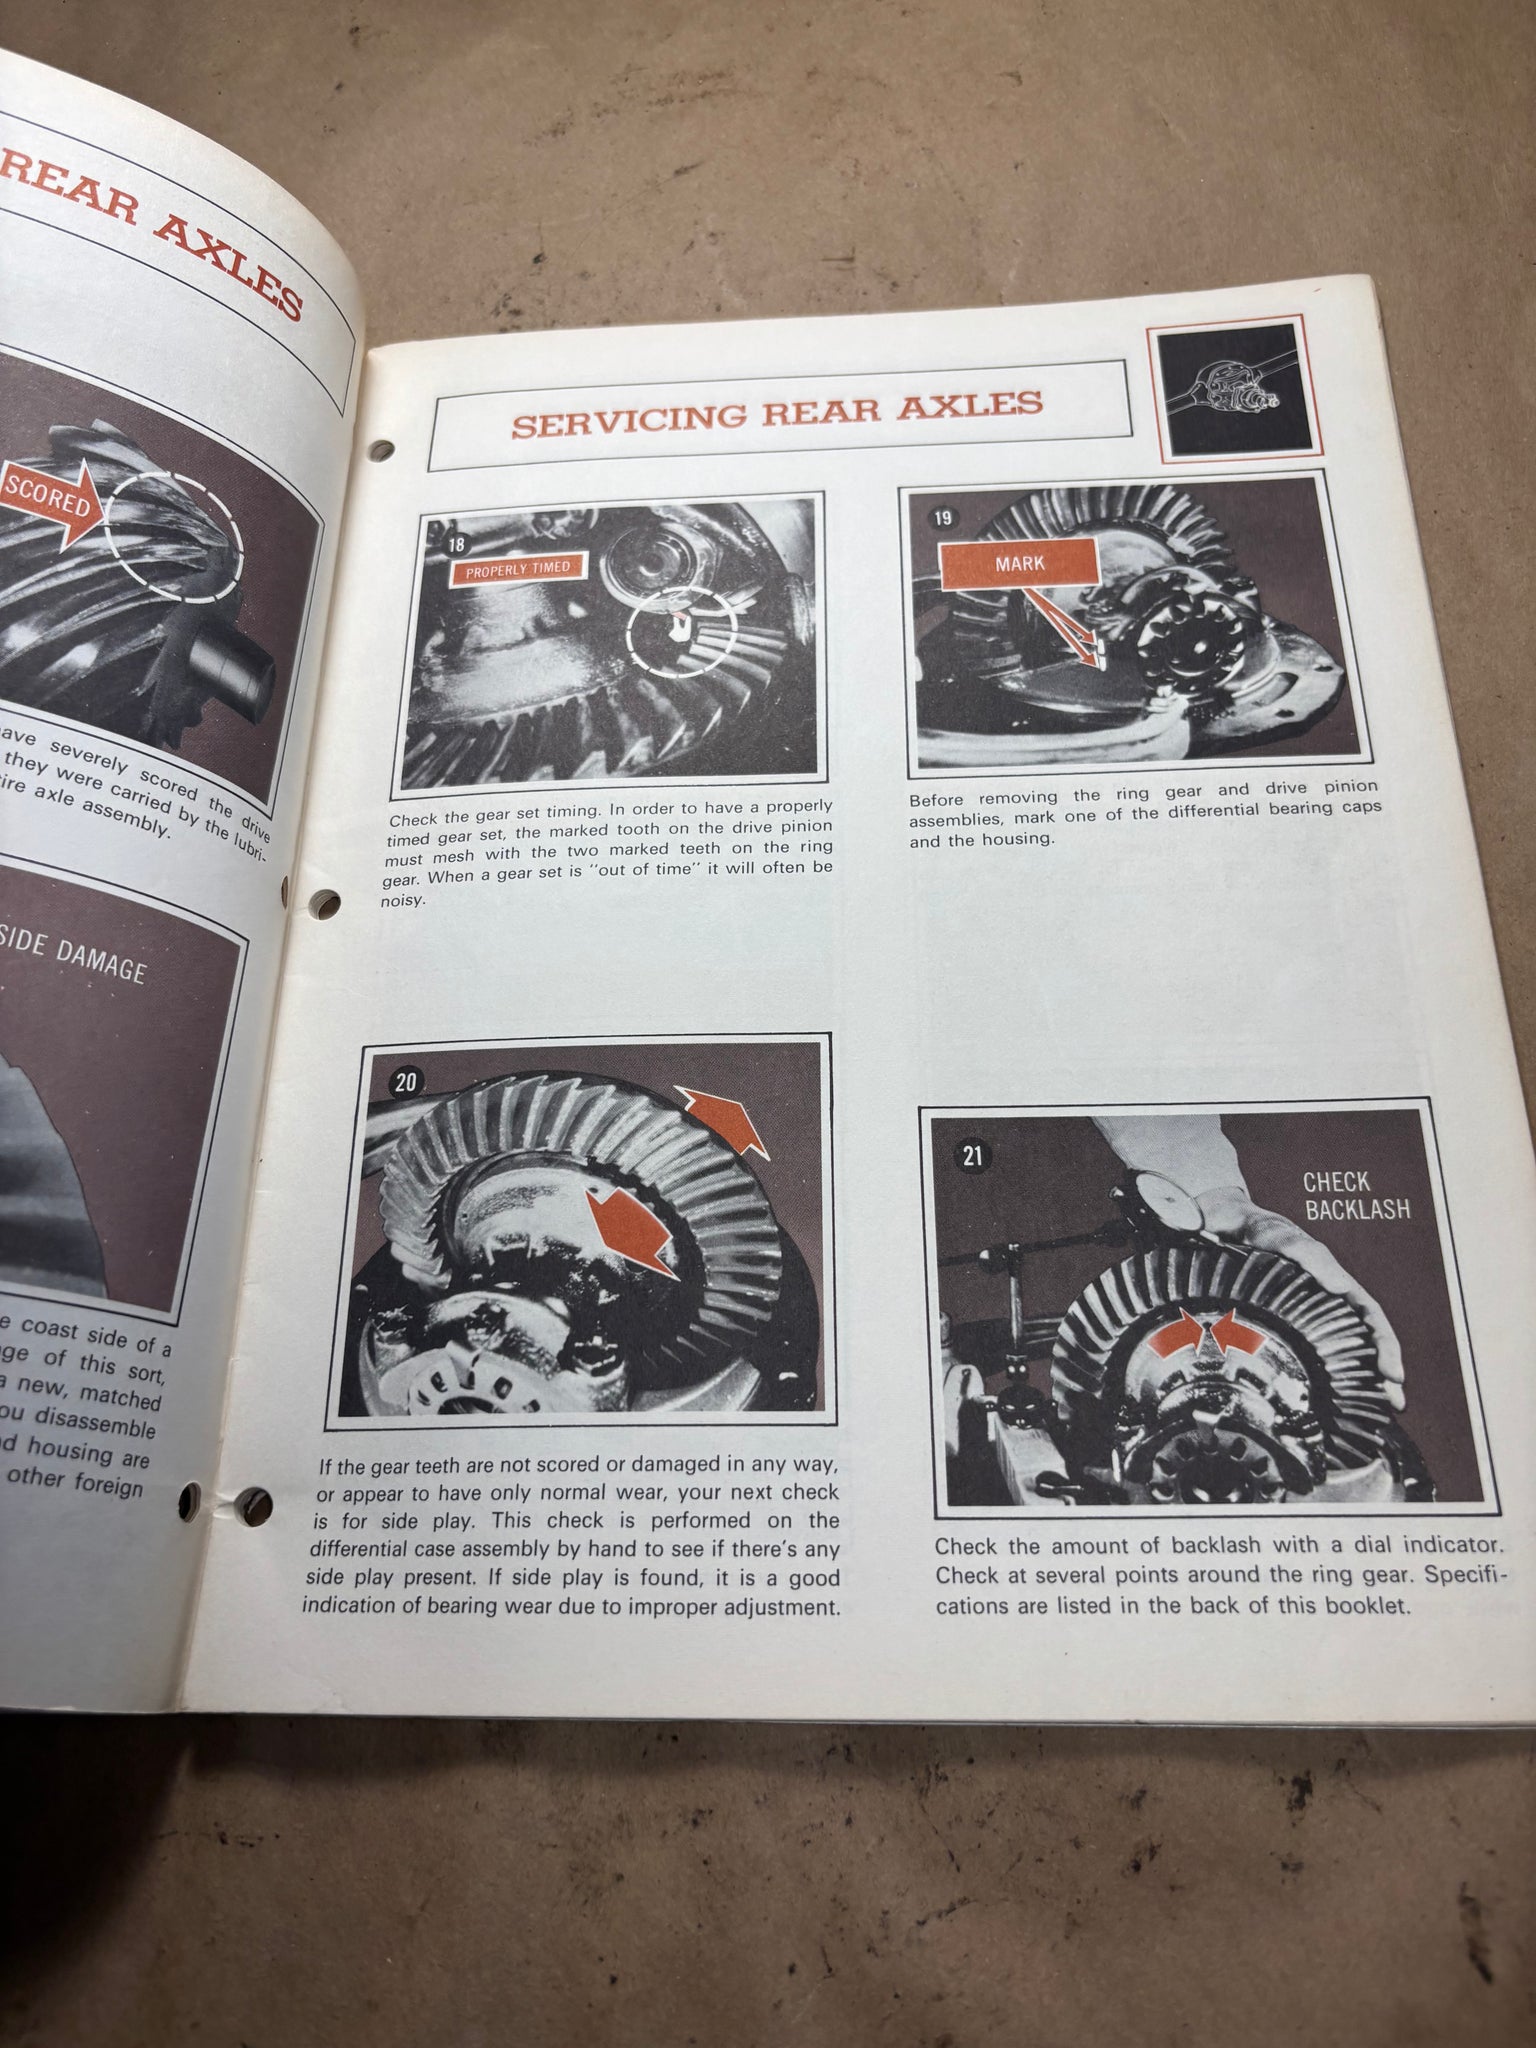 REAR AXLES
SCORED
have severely scored the drive
they were carried by the lubri-
axle assembly.
SIDE DAMAGE
coast side of a
of this sort,
a new, matched
disassemble
housing are
other foreign
SERVICING REAR AXLES
18
PROPERLY TIMED
Check the gear set timing. In order to have a properly
timed gear set, the marked tooth on the drive pinion
must mesh with the two marked teeth on the ring
gear. When a gear set is "out of time" it will often be
noisy.
19
MARK
Before removing the ring gear and drive pinion
assemblies, mark one of the differential bearing caps
and the housing.
20
If the gear teeth are not scored or damaged in any way,
or appear to have only normal wear, your next check
is for side play. This check is performed on the
differential case assembly by hand to see if there's any
side play present. If side play is found, it is a good
indication of bearing wear due to improper adjustment.
21
CHECK
BACKLASH
Check the amount of backlash with a dial indicator.
Check at several points around the ring gear. Specifi-
cations are listed in the back of this booklet.